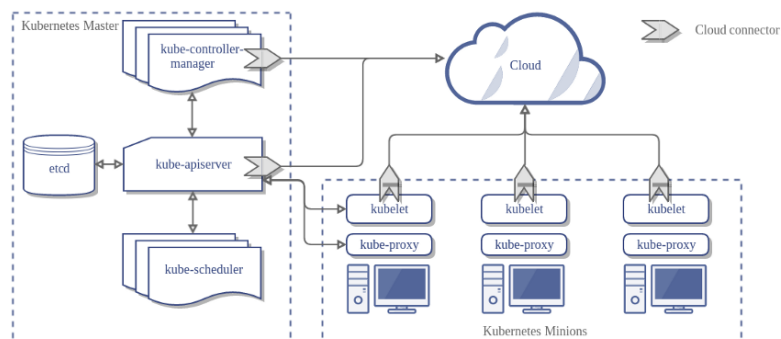 Kubernetes Master
kube-controller-
manager
Cloud
Cloud connector
etcd
kube-apiserver
kubelet
kubelet
kubelet
kube-proxy
kube-proxy
kube-proxy
kube-scheduler
Kubernetes Minions